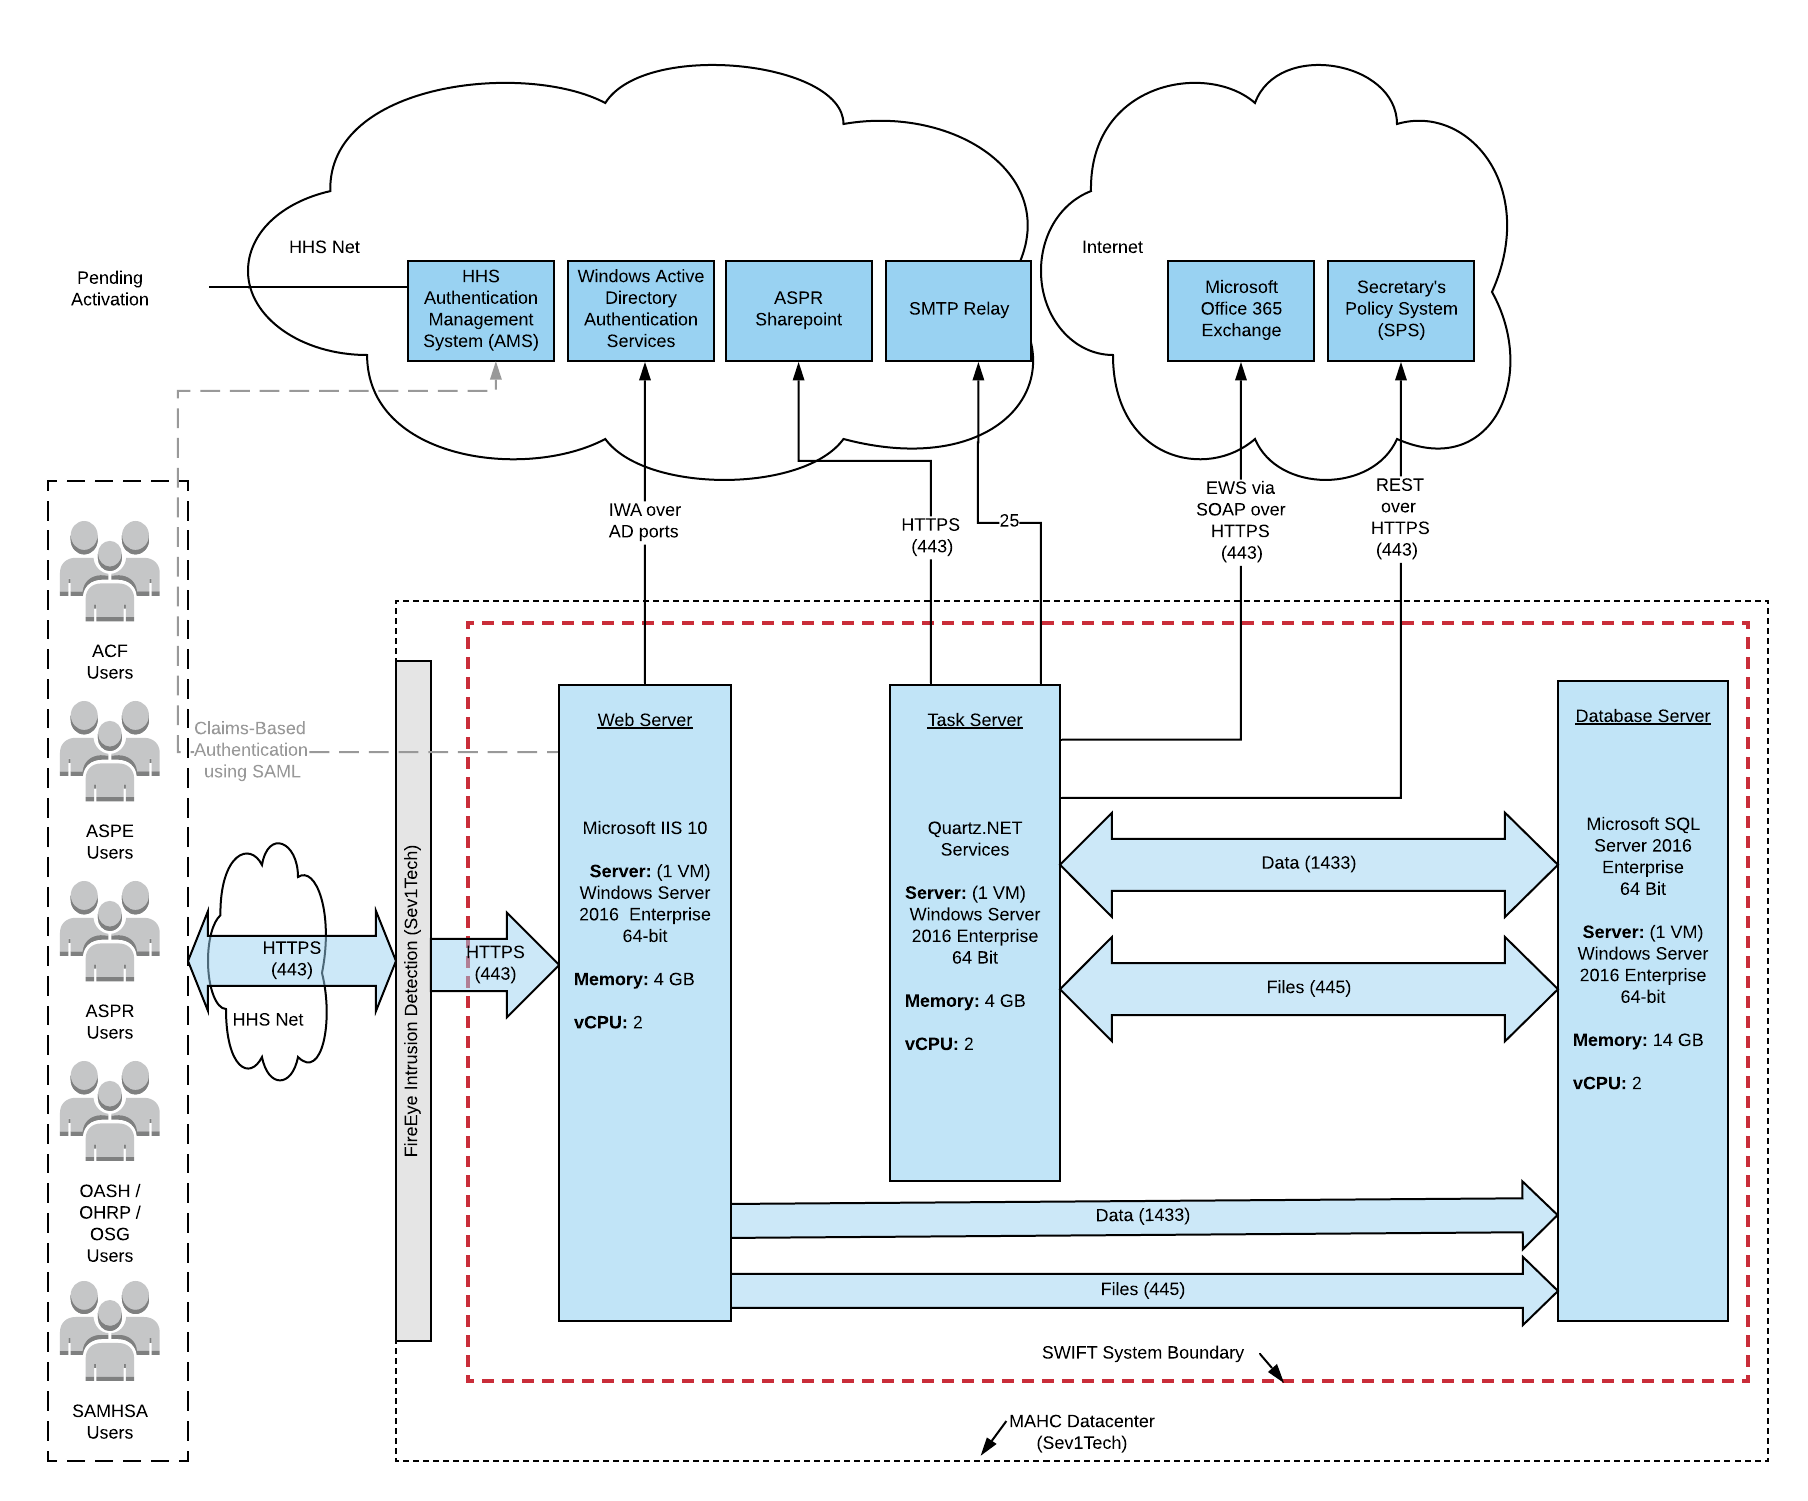 HHS Net
Internet
Pending
Activation
HHS
Authentication
Management
System (AMS)
Windows Active
Directory
Authentication
Services
ASPR
Sharepoint
SMTP Relay
Microsoft
Office 365
Exchange
Secretary's
Policy System
(SPS)
IWA over
AD ports
HTTPS
(443)
25
EWS via
SOAP over
HTTPS
(443)
REST
over
HTTPS
(443)
ACF
Users
ASPE
Users
ASPR
Users
OASH /
OHRP /
OSG
Users
SAMHSA
Users
Claims-Based
Authentication
using SAML
HTTPS
(443)
HHS Net
FireEye Intrusion Detection (Sev1Tech)
HTTPS
(443)
Web Server
Microsoft IIS 10
Server: (1 VM)
Windows Server
2016 Enterprise
64-bit
Memory: 4 GB
vCPU: 2
Task Server
Quartz.NET
Services
Server: (1 VM)
Windows Server
2016 Enterprise
64 Bit
Memory: 4 GB
vCPU: 2
Data (1433)
Files (445)
Database Server
Microsoft SQL
Server 2016
Enterprise
64 Bit
Server: (1 VM)
Windows Server
2016 Enterprise
64-bit
Memory: 14 GB
vCPU: 2
Data (1433)
Files (445)
SWIFT System Boundary
MAHC Datacenter
(Sev1Tech)